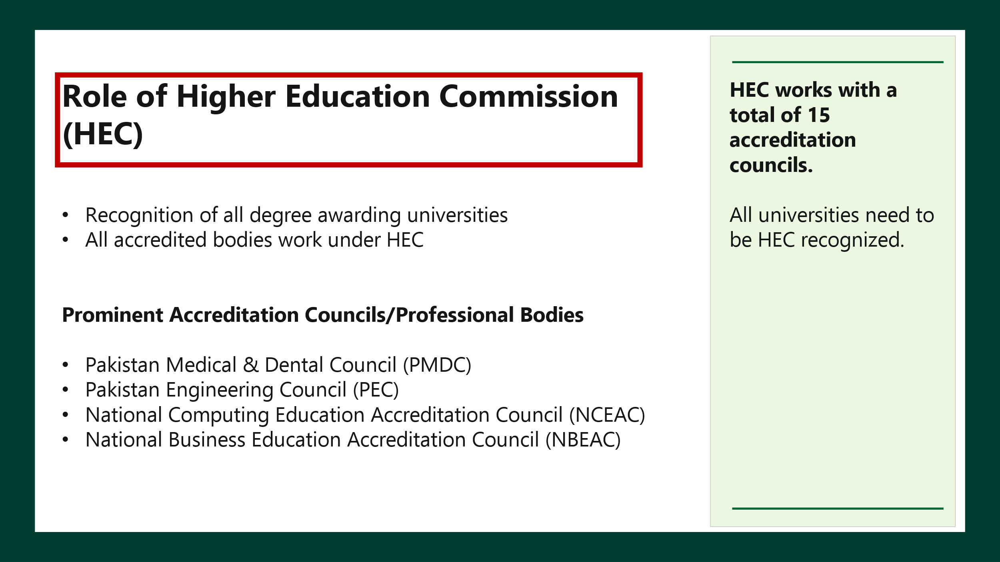 Role of Higher Education Commission
(HEC)
• Recognition of all degree awarding universities
• All accredited bodies work under HEC
Prominent Accreditation Councils/Professional Bodies
• Pakistan Medical & Dental Council (PMDC)
• Pakistan Engineering Council (PEC)
• National Computing Education Accreditation Council (NCEAC)
• National Business Education Accreditation Council (NBEAC)
HEC works with a
total of 15
accreditation
councils.
All universities need to
be HEC recognized.